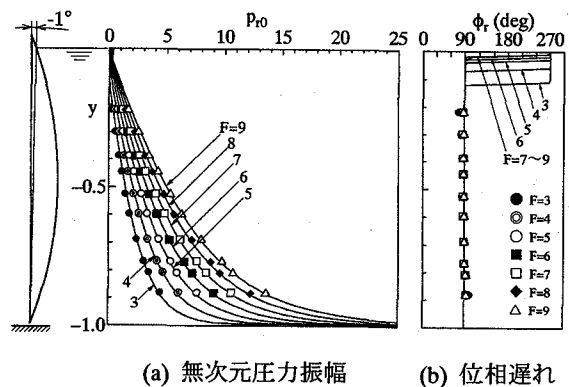 -1°
p_r0
0 5 10 15 20 25
y
-0.5
-1.0
F=9
8
7
6
5
4
3
φ_r (deg)
0 90 180 270
3
4
5
6
F=7～9
● F=3
◎ F=4
○ F=5
■ F=6
□ F=7
◆ F=8
△ F=9
(a) 無次元圧力振幅
(b) 位相遅れ